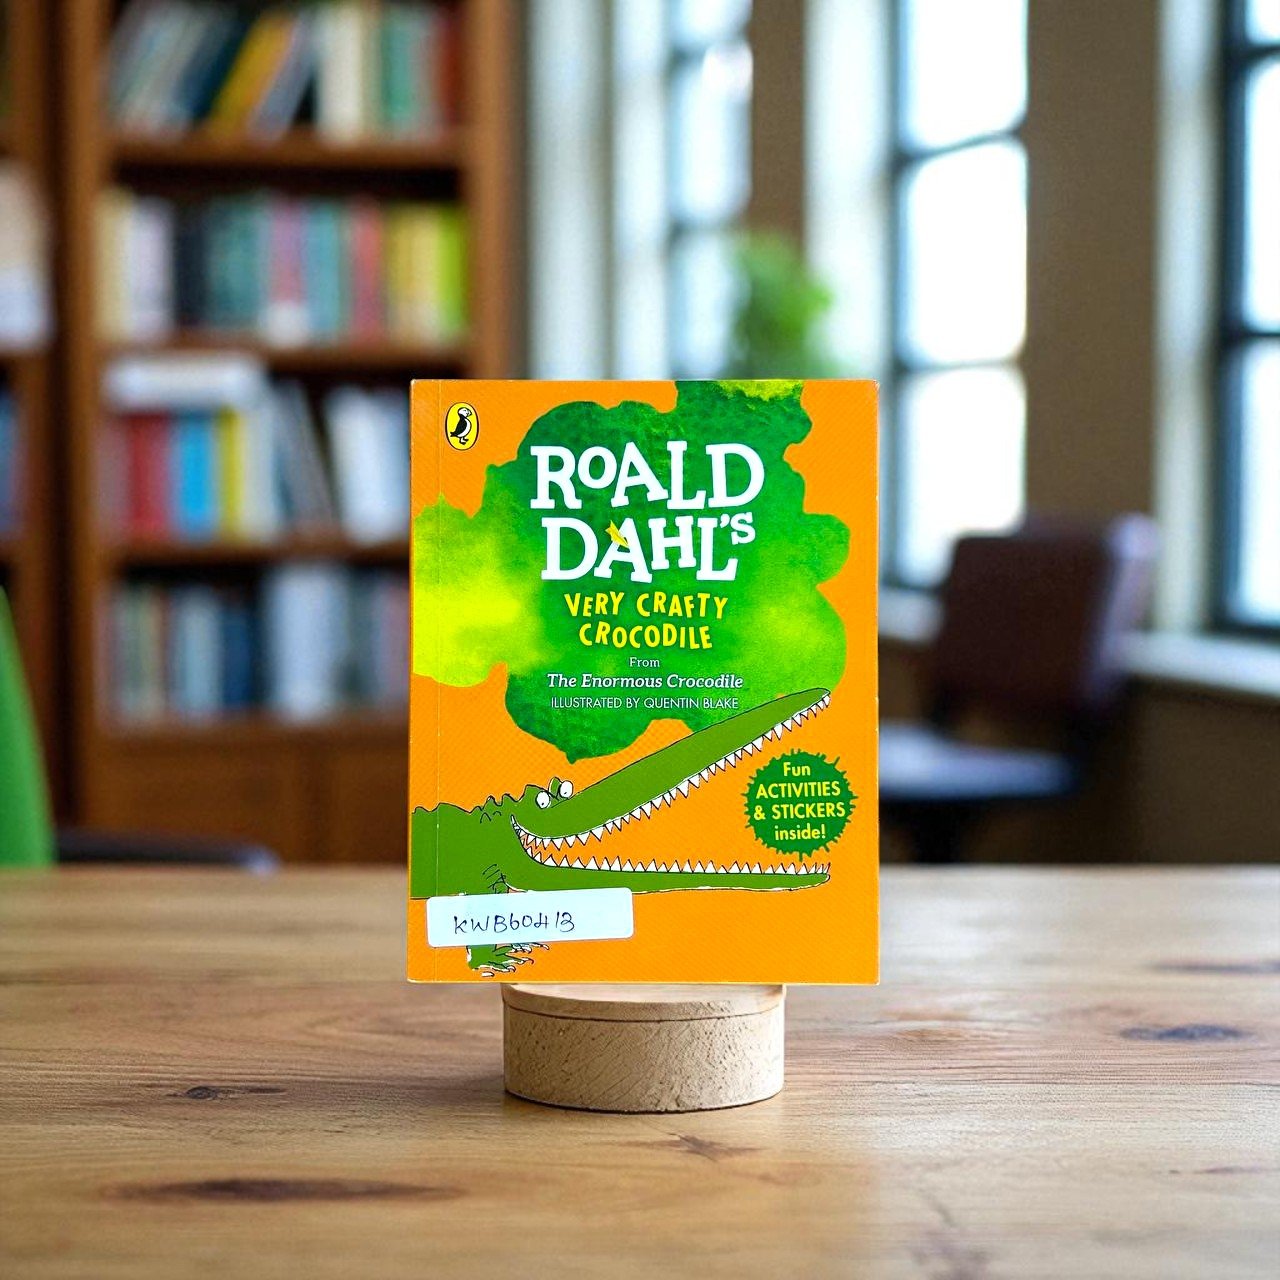 ROALD
DAHL'S
VERY CRAFTY
CROCODILE
From
The Enormous Crocodile
ILLUSTRATED BY QUENTIN BLAKE
Fun
ACTIVITIES
& STICKERS
inside!
KWB60413